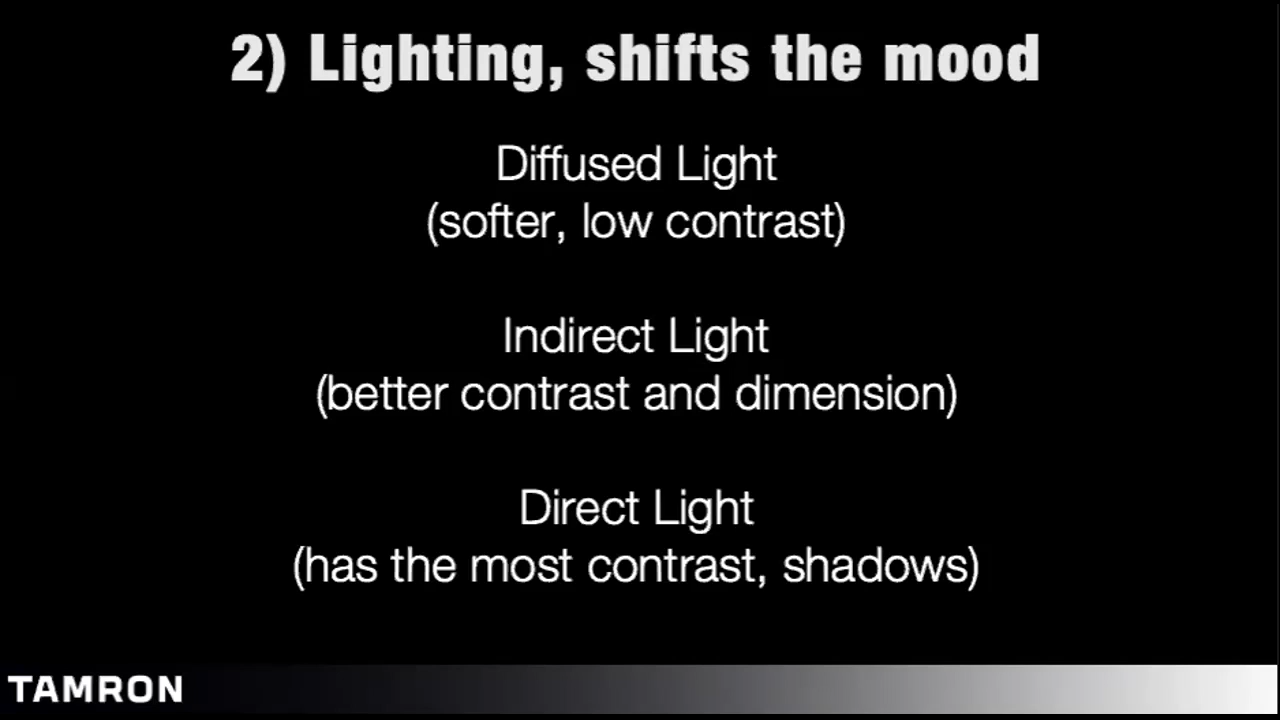 2) Lighting, shifts the mood
Diffused Light
(softer, low contrast)
Indirect Light
(better contrast and dimension)
Direct Light
(has the most contrast, shadows)
TAMRON